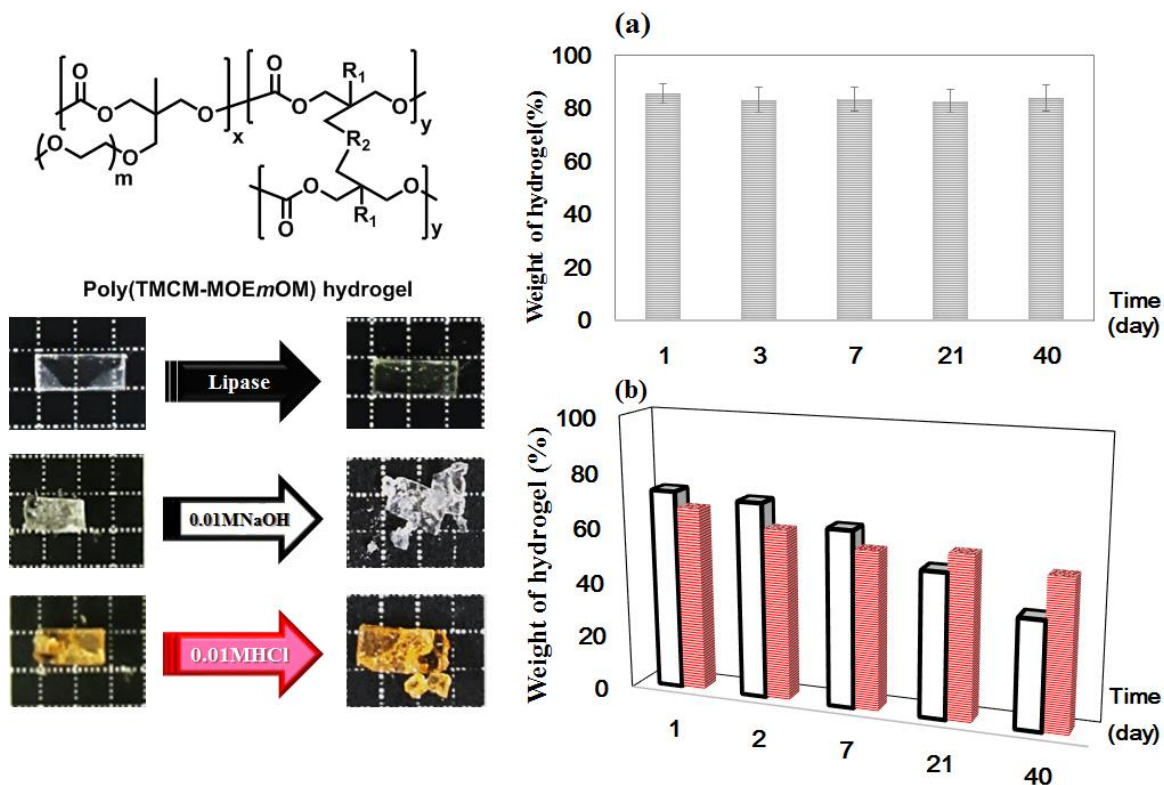 O
O
O
x
O
O
m
O
O
R₁
O
y
R₂
O
O
R₁
O
y
Poly(TMCM-MOEmOM) hydrogel
Lipase
0.01MNaOH
0.01MHCl
(a)
Weight of hydrogel(%)
100
80
60
40
20
0
1 3 7 21 40
Time
(day)
(b)
Weight of hydrogel (%)
100
80
60
40
20
0
1 2 7 21 40
Time
(day)